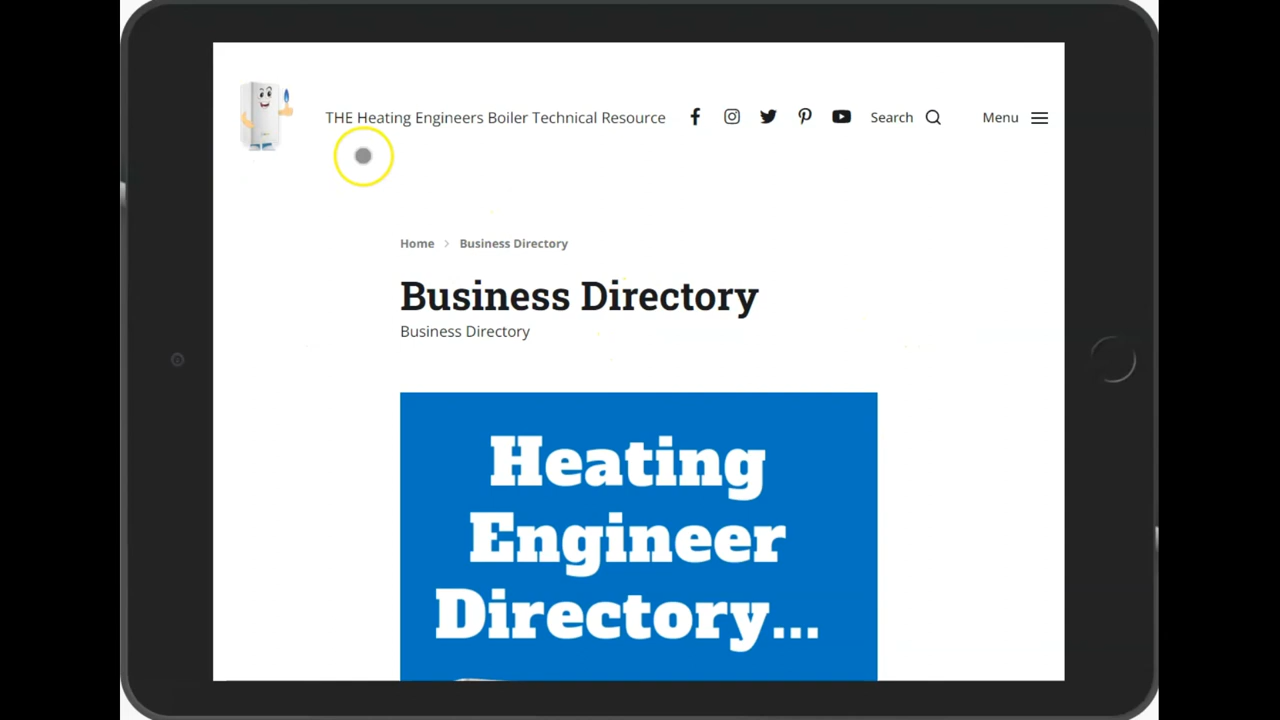 THE Heating Engineers Boiler Technical Resource
Search
Menu
Home
Business Directory
Business Directory
Business Directory
Heating
Engineer
Directory...